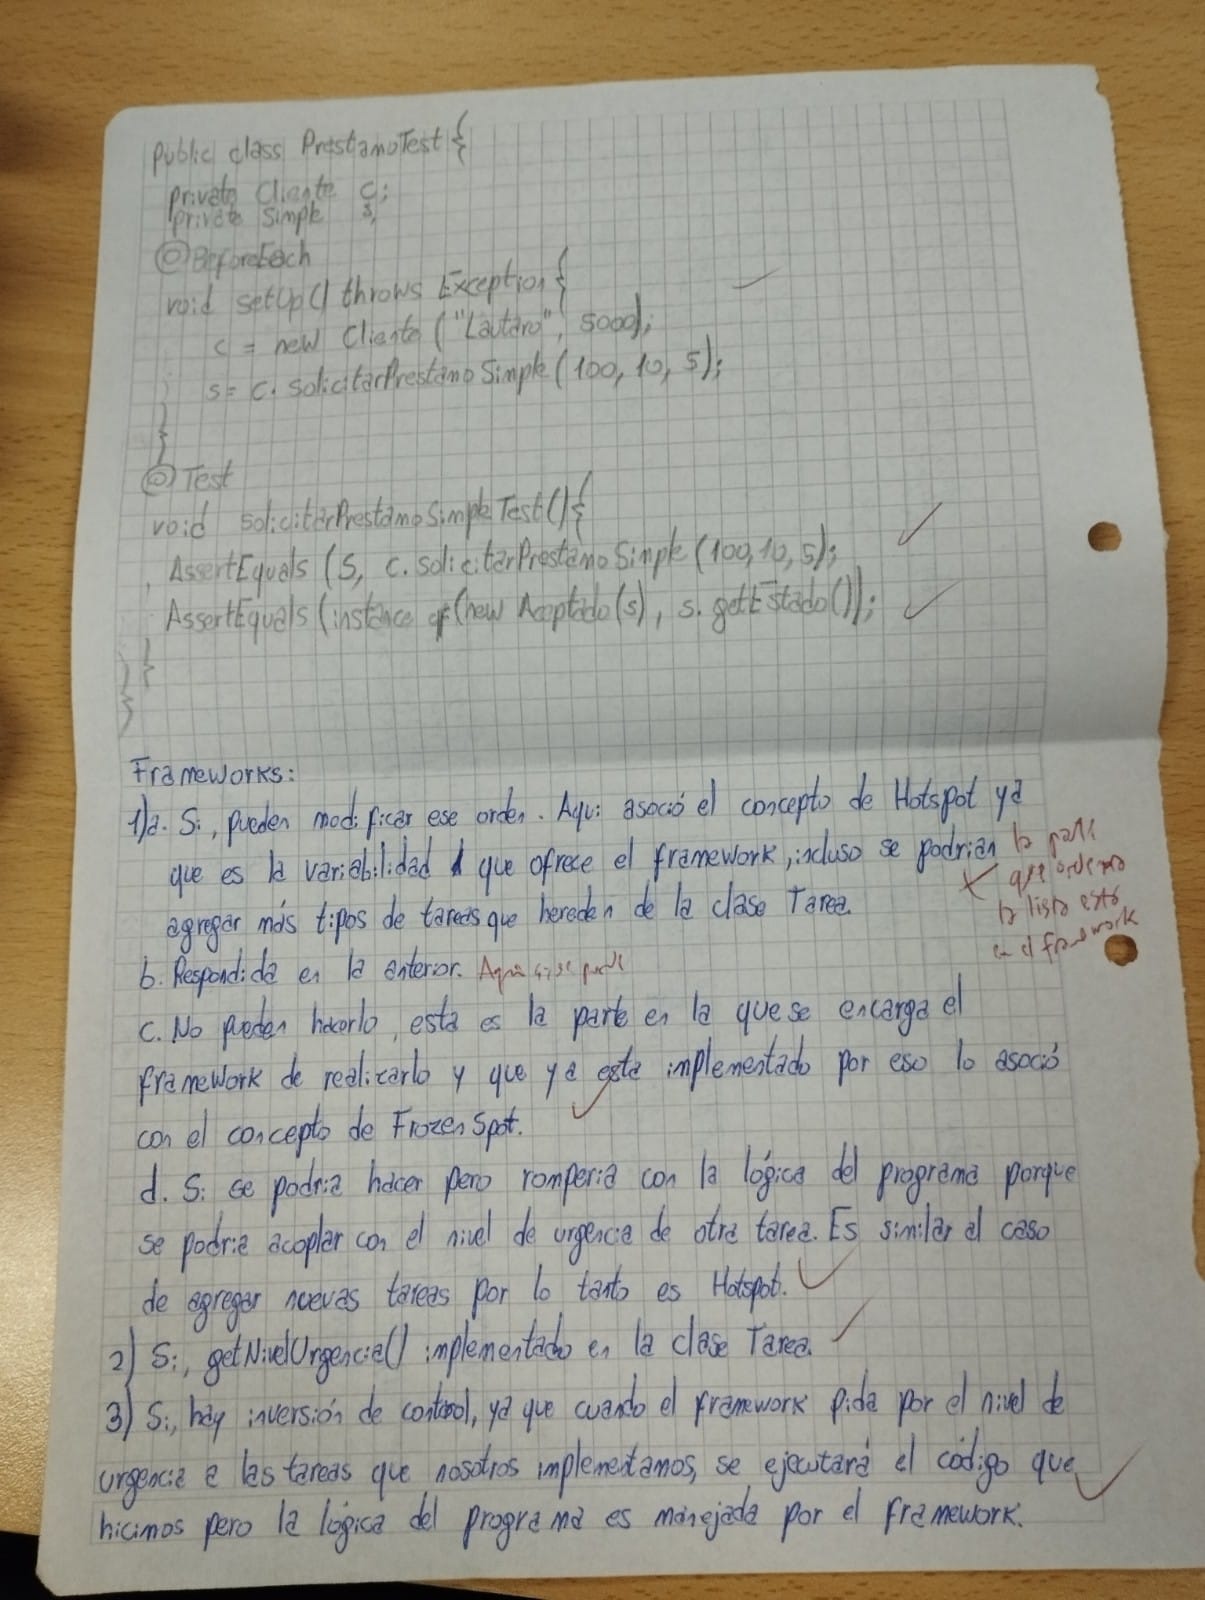 Public class PrestamoTest {
private Cliente c;
private Simple s;
@BeforeEach
void setUp() throws Exception {
c = new Cliente ("Lautaro", 5000);
s = c. solicitarPrestamoSimple (100, 10, 5);
}
@Test
void solicitarPrestamoSimpleTest() {
AssertEquals (s, c. solicitarPrestamoSimple (100, 10, 5);
AssertEquals (instance of (new Aceptado(s), s. getEstado());
}
}
Frameworks:
1)a. Si, pueden modificar ese orden. Aqui asoció el concepto de Hotspot ya
que es la variabilidad que ofrece el framework, incluso se podrian
agregar más tipos de tareas que hereden de la clase Tarea.
la parte
que ordena
la lista está
en el framework
b. Respondida en la anterior. Aquí si se puede
c. No pueden hacerlo, esta es la parte en la que se encarga el
framework de realizarlo y que ya esta implementado por eso lo asoció
con el concepto de Frozen Spot.
d. Si se podria hacer pero romperia con la lógica del programa porque
se podria acoplar con el nivel de urgencia de otra tarea. Es similar al caso
de agregar nuevas tareas por lo tanto es Hotspot.
2) Si, getNivelUrgencia() implementado en la clase Tarea.
3) Si, hay inversión de control, ya que cuando el framework pida por el nivel de
urgencia a las tareas que nosotros implementamos, se ejecutará el código que
hicimos pero la lógica del programa es manejada por el framework.